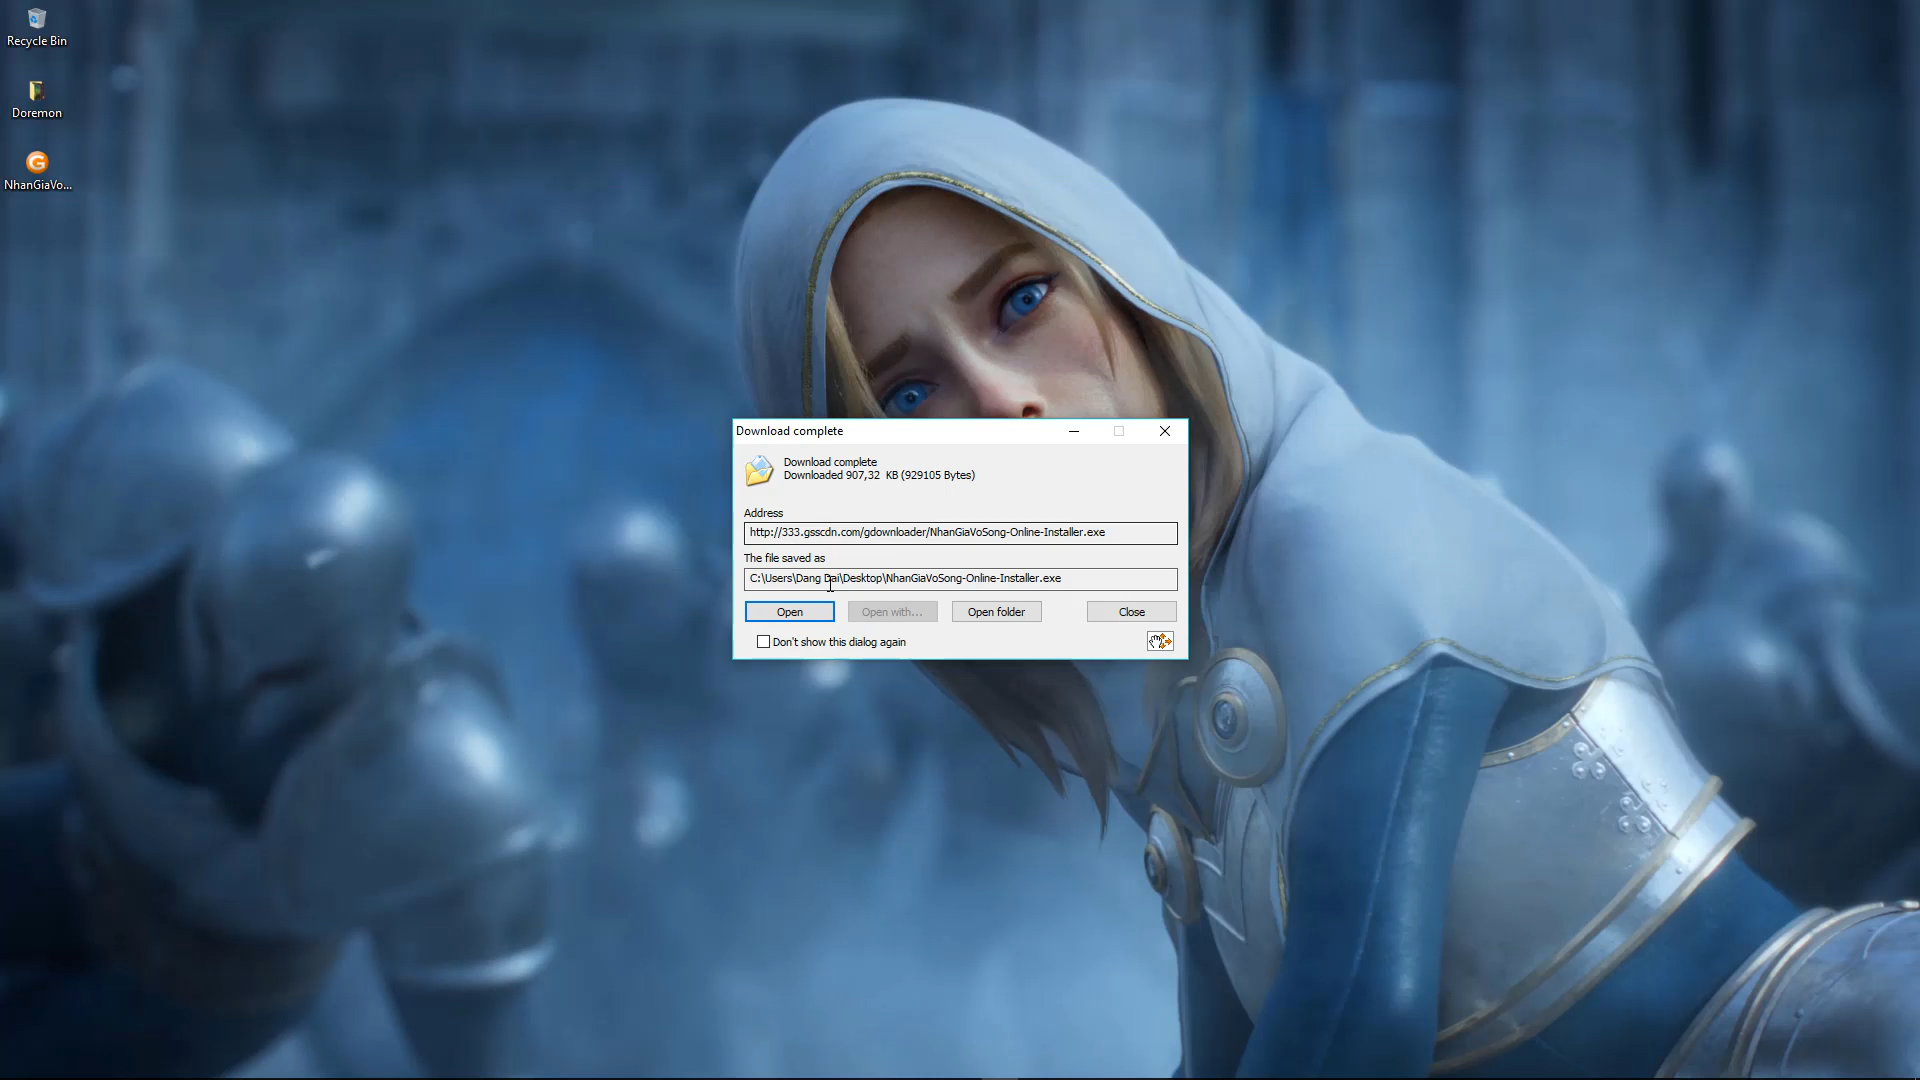 Recycle Bin
Doremon
NhanGiaVo...
Download complete
Download complete
Downloaded 907,32  KB (929105 Bytes)
Address
http://333.gsscdn.com/gdownloader/NhanGiaVoSong-Online-Installer.exe
The file saved as
C:\Users\Dang Dai\Desktop\NhanGiaVoSong-Online-Installer.exe
Open
Open with...
Open folder
Close
Don't show this dialog again